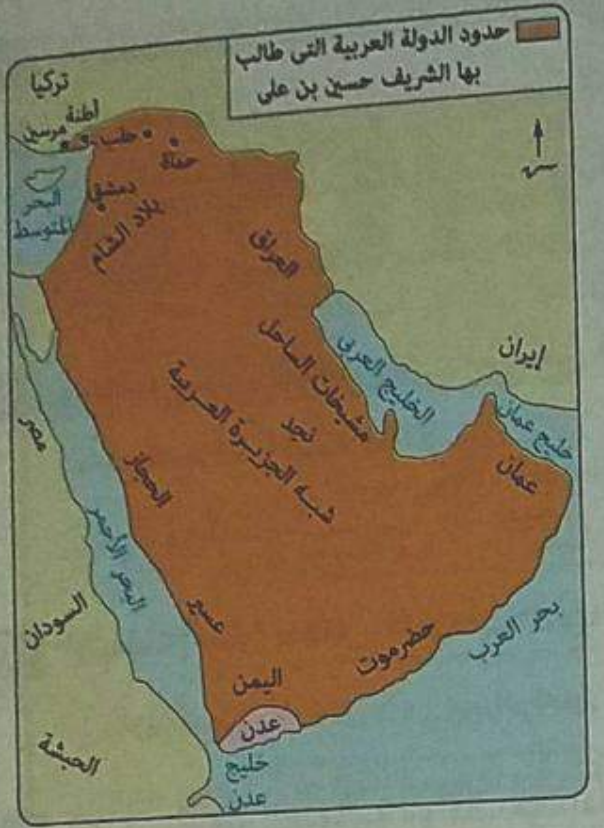 حدود الدولة العربية التى طالب
بها الشريف حسين بن على
تركيا
أطنة
مرسين
حلب
حماة
دمشق
البحر
المتوسط
بلاد الشام
العراق
إيران
الخليج العربى
مشيخات الساحل
نجد
شبه الجزيرة العربية
خليج عمان
عمان
مصر
الحجاز
البحر الأحمر
السودان
عسير
بحر العرب
حضرموت
اليمن
عدن
الحبشة
خليج
عدن